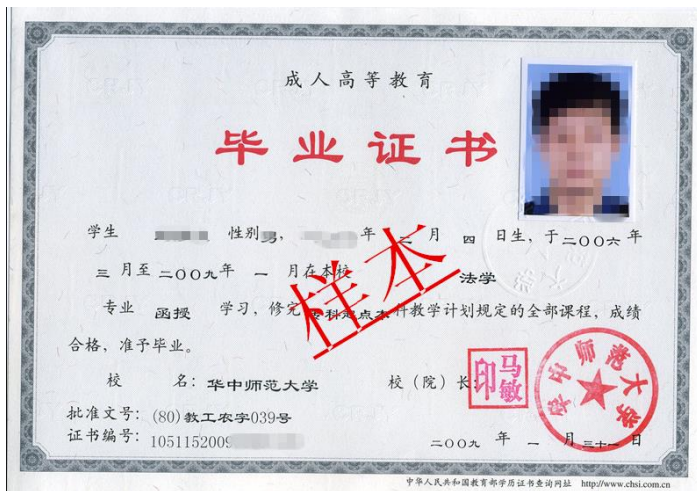 成人高等教育
毕业证书
学生 性别男, 年 二 月 四 日生，于二〇〇六年
三 月至二〇〇九年 一 月在本校 法学
专业 函授 学习，修完专科起点本科教学计划规定的全部课程，成绩
合格，准予毕业。
样本
校 名：华中师范大学 校（院）长：
马敏印
华中师范大学
批准文号：(80)教工农字039号
证书编号：1051152009
二〇〇九 年 一 月 三十一日
中华人民共和国教育部学历证书查询网址 http://www.chsi.com.cn